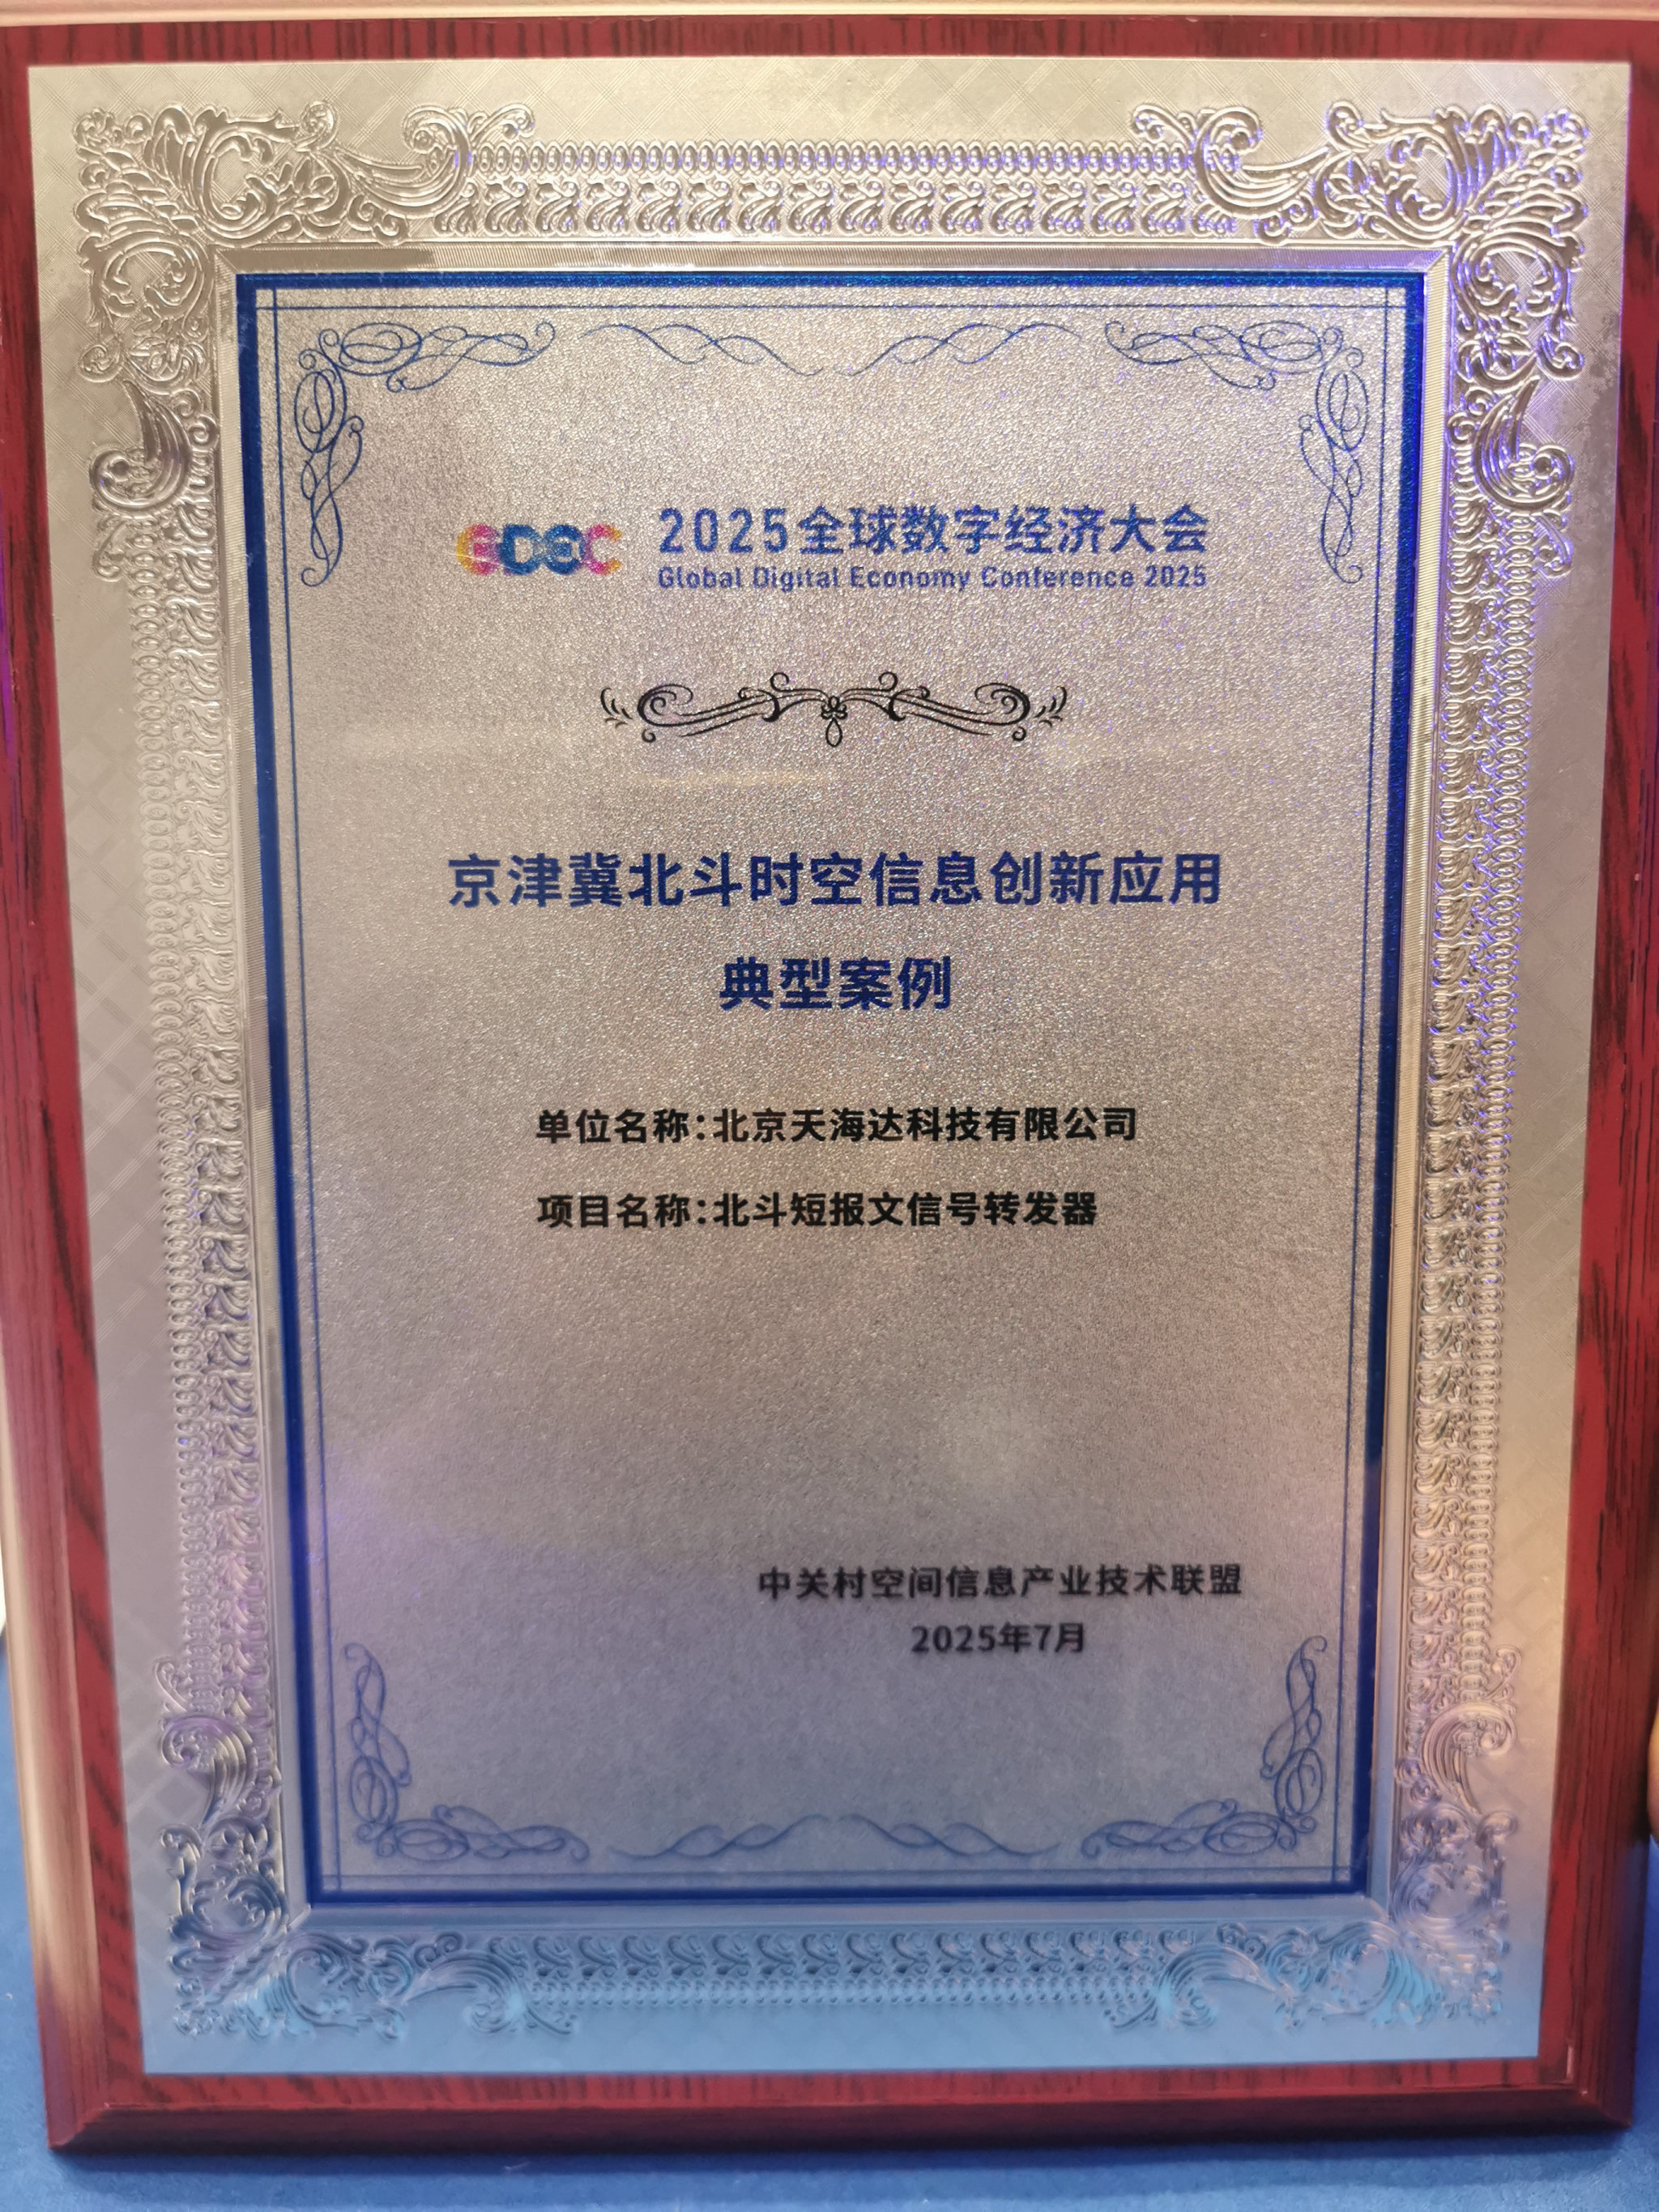 GDEC
2025全球数字经济大会
Global Digital Economy Conference 2025
京津冀北斗时空信息创新应用
典型案例
单位名称:北京天海达科技有限公司
项目名称:北斗短报文信号转发器
中关村空间信息产业技术联盟
2025年7月